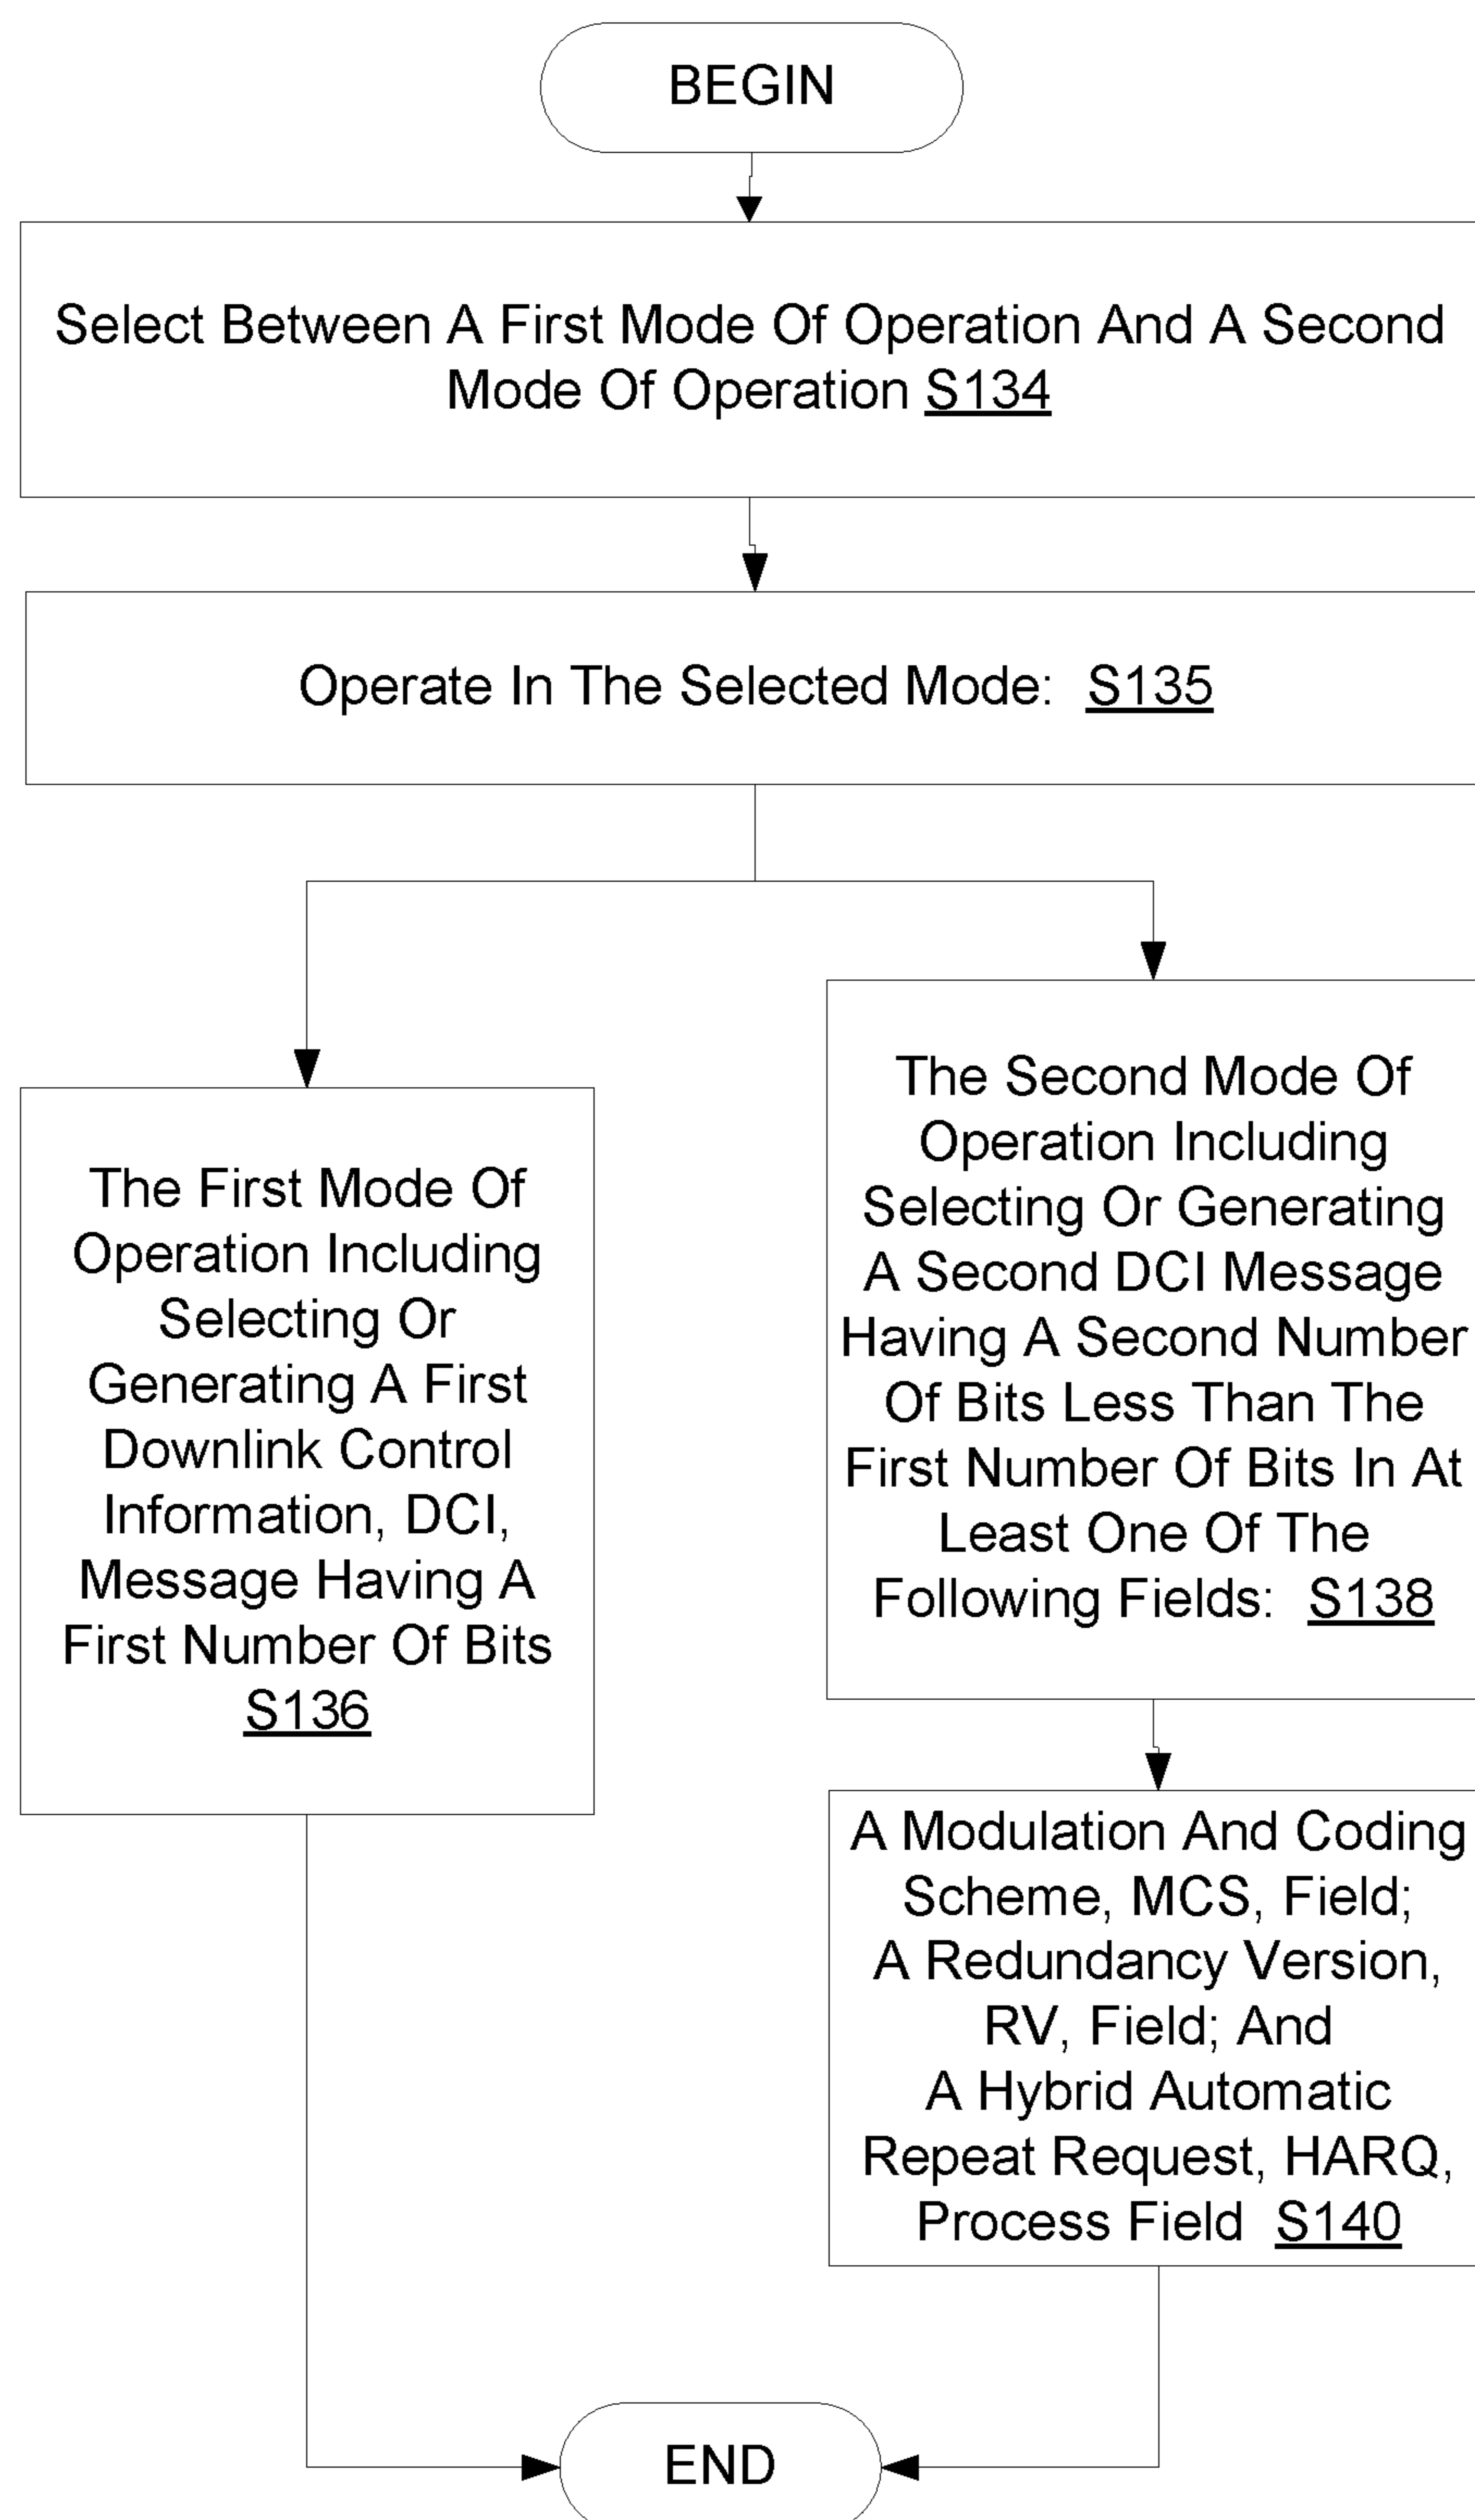 BEGIN
Select Between A First Mode Of Operation And A Second
Mode Of Operation S134
Operate In The Selected Mode: S135
The First Mode Of
Operation Including
Selecting Or
Generating A First
Downlink Control
Information, DCI,
Message Having A
First Number Of Bits
S136
The Second Mode Of
Operation Including
Selecting Or Generating
A Second DCI Message
Having A Second Number
Of Bits Less Than The
First Number Of Bits In At
Least One Of The
Following Fields: S138
A Modulation And Coding
Scheme, MCS, Field;
A Redundancy Version,
RV, Field; And
A Hybrid Automatic
Repeat Request, HARQ,
Process Field S140
END